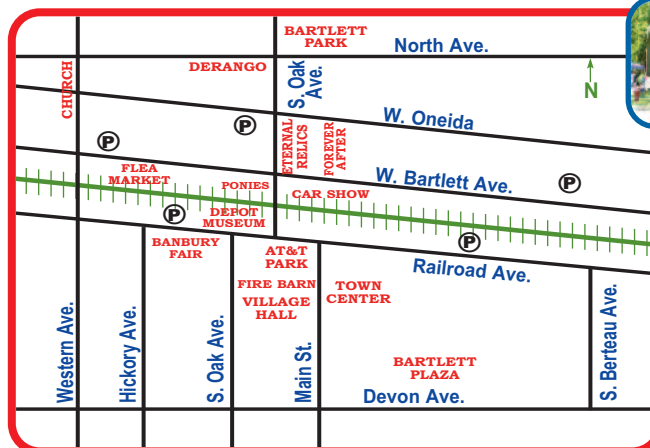 BARTLETT
PARK
North Ave.
DERANGO
CHURCH
S. Oak
Ave.
N
W. Oneida
P
P
ETERNAL
RELICS
FOREVER
AFTER
FLEA
MARKET
PONIES
W. Bartlett Ave.
P
CAR SHOW
P
DEPOT
MUSEUM
P
BANBURY
FAIR
AT&T
PARK
Railroad Ave.
FIRE BARN
VILLAGE
HALL
TOWN
CENTER
Western Ave.
Hickory Ave.
S. Oak Ave.
Main St.
S. Berteau Ave.
BARTLETT
PLAZA
Devon Ave.